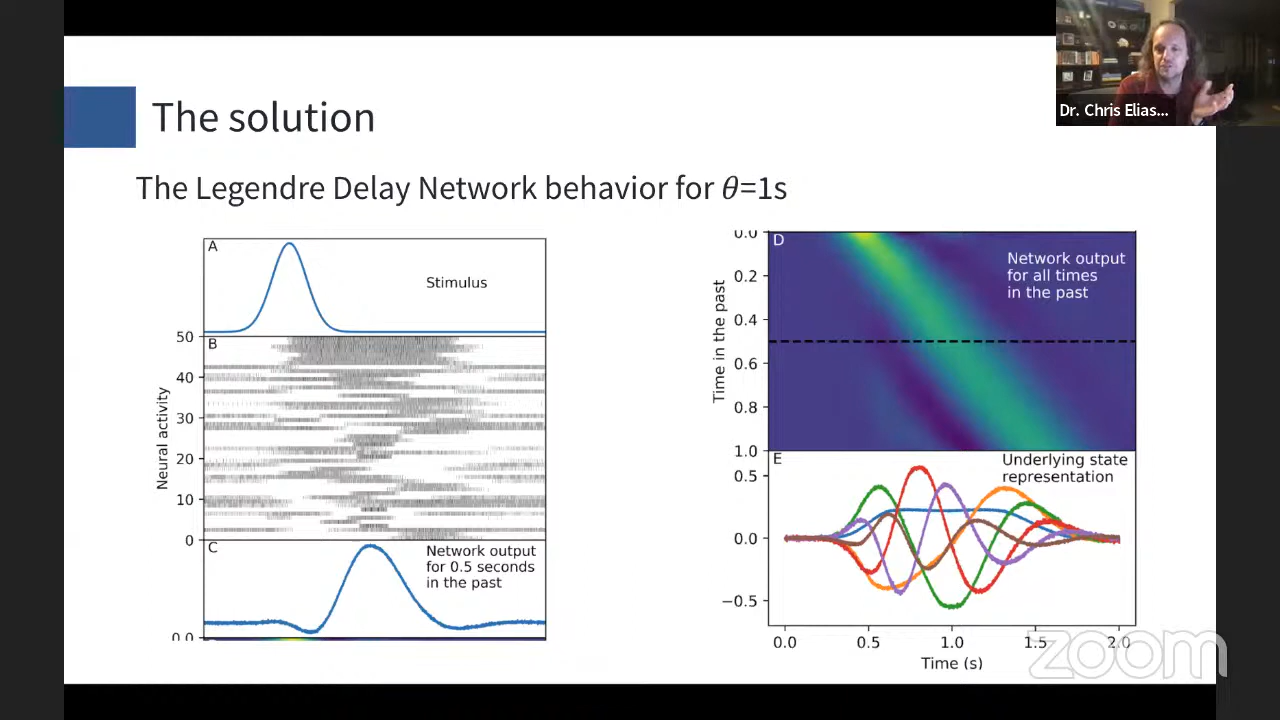 Dr. Chris Elias...
The solution
The Legendre Delay Network behavior for θ=1s
A
Stimulus
50
B
40
30
20
10
0
Neural activity
C
Network output
for 0.5 seconds
in the past
0.0
0.0
D
Network output
for all times
in the past
0.2
0.4
0.6
0.8
1.0
Time in the past
E
Underlying state
representation
0.5
0.0
−0.5
0.0 0.5 1.0 1.5 2.0
Time (s)
zoom